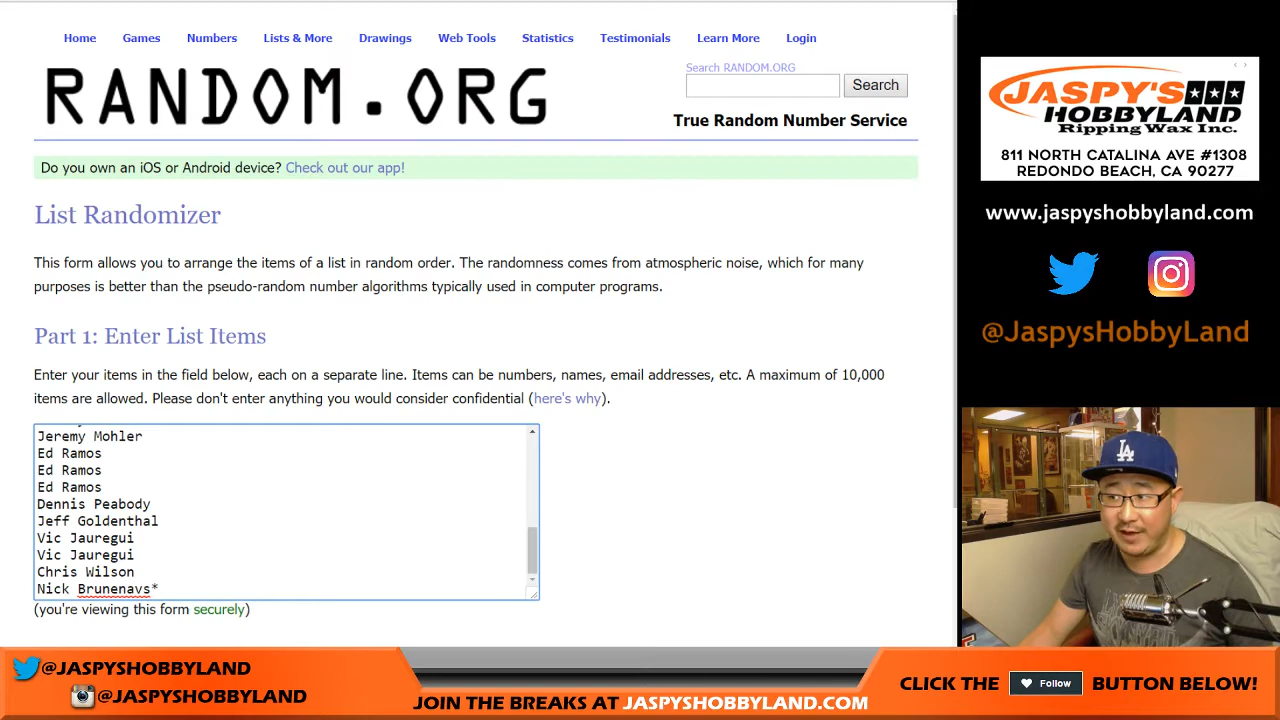 Home Games Numbers Lists & More Drawings Web Tools Statistics Testimonials Learn More Login
RANDOM.ORG
Search RANDOM.ORG
Search
True Random Number Service
Do you own an iOS or Android device? Check out our app!
List Randomizer
This form allows you to arrange the items of a list in random order. The randomness comes from atmospheric noise, which for many
purposes is better than the pseudo-random number algorithms typically used in computer programs.
Part 1: Enter List Items
Enter your items in the field below, each on a separate line. Items can be numbers, names, email addresses, etc. A maximum of 10,000
items are allowed. Please don't enter anything you would consider confidential (here's why).
Jeremy Mohler
Ed Ramos
Ed Ramos
Ed Ramos
Dennis Peabody
Jeff Goldenthal
Vic Jauregui
Vic Jauregui
Chris Wilson
Nick Brunenavs*
(you're viewing this form securely)
JASPY'S
HOBBYLAND
Ripping Wax Inc.
811 NORTH CATALINA AVE #1308
REDONDO BEACH, CA 90277
www.jaspyshobbyland.com
@JaspysHobbyLand
LA
@JASPYSHOBBYLAND
@JASPYSHOBBYLAND
JOIN THE BREAKS AT JASPYSHOBBYLAND.COM
CLICK THE Follow BUTTON BELOW!